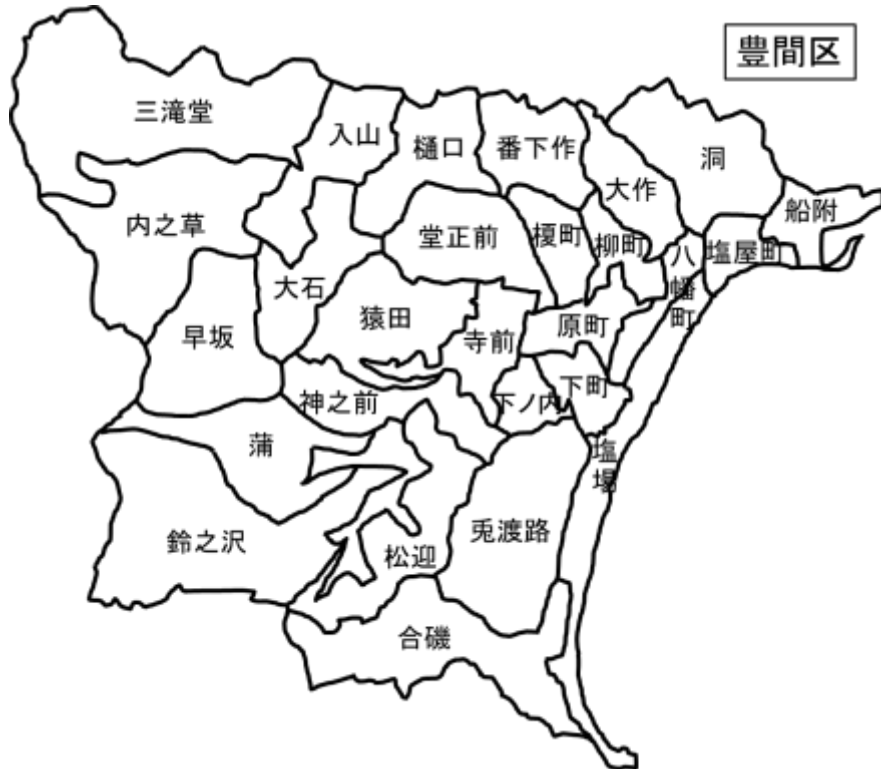 豊間区
三滝堂
入山
樋口
番下作
洞
大作
船附
内之草
堂正前
榎町
柳町
八幡町
塩屋町
大石
猿田
原町
早坂
寺前
神之前
下ノ内
下町
蒲
塩場
鈴之沢
松迎
兎渡路
合磯